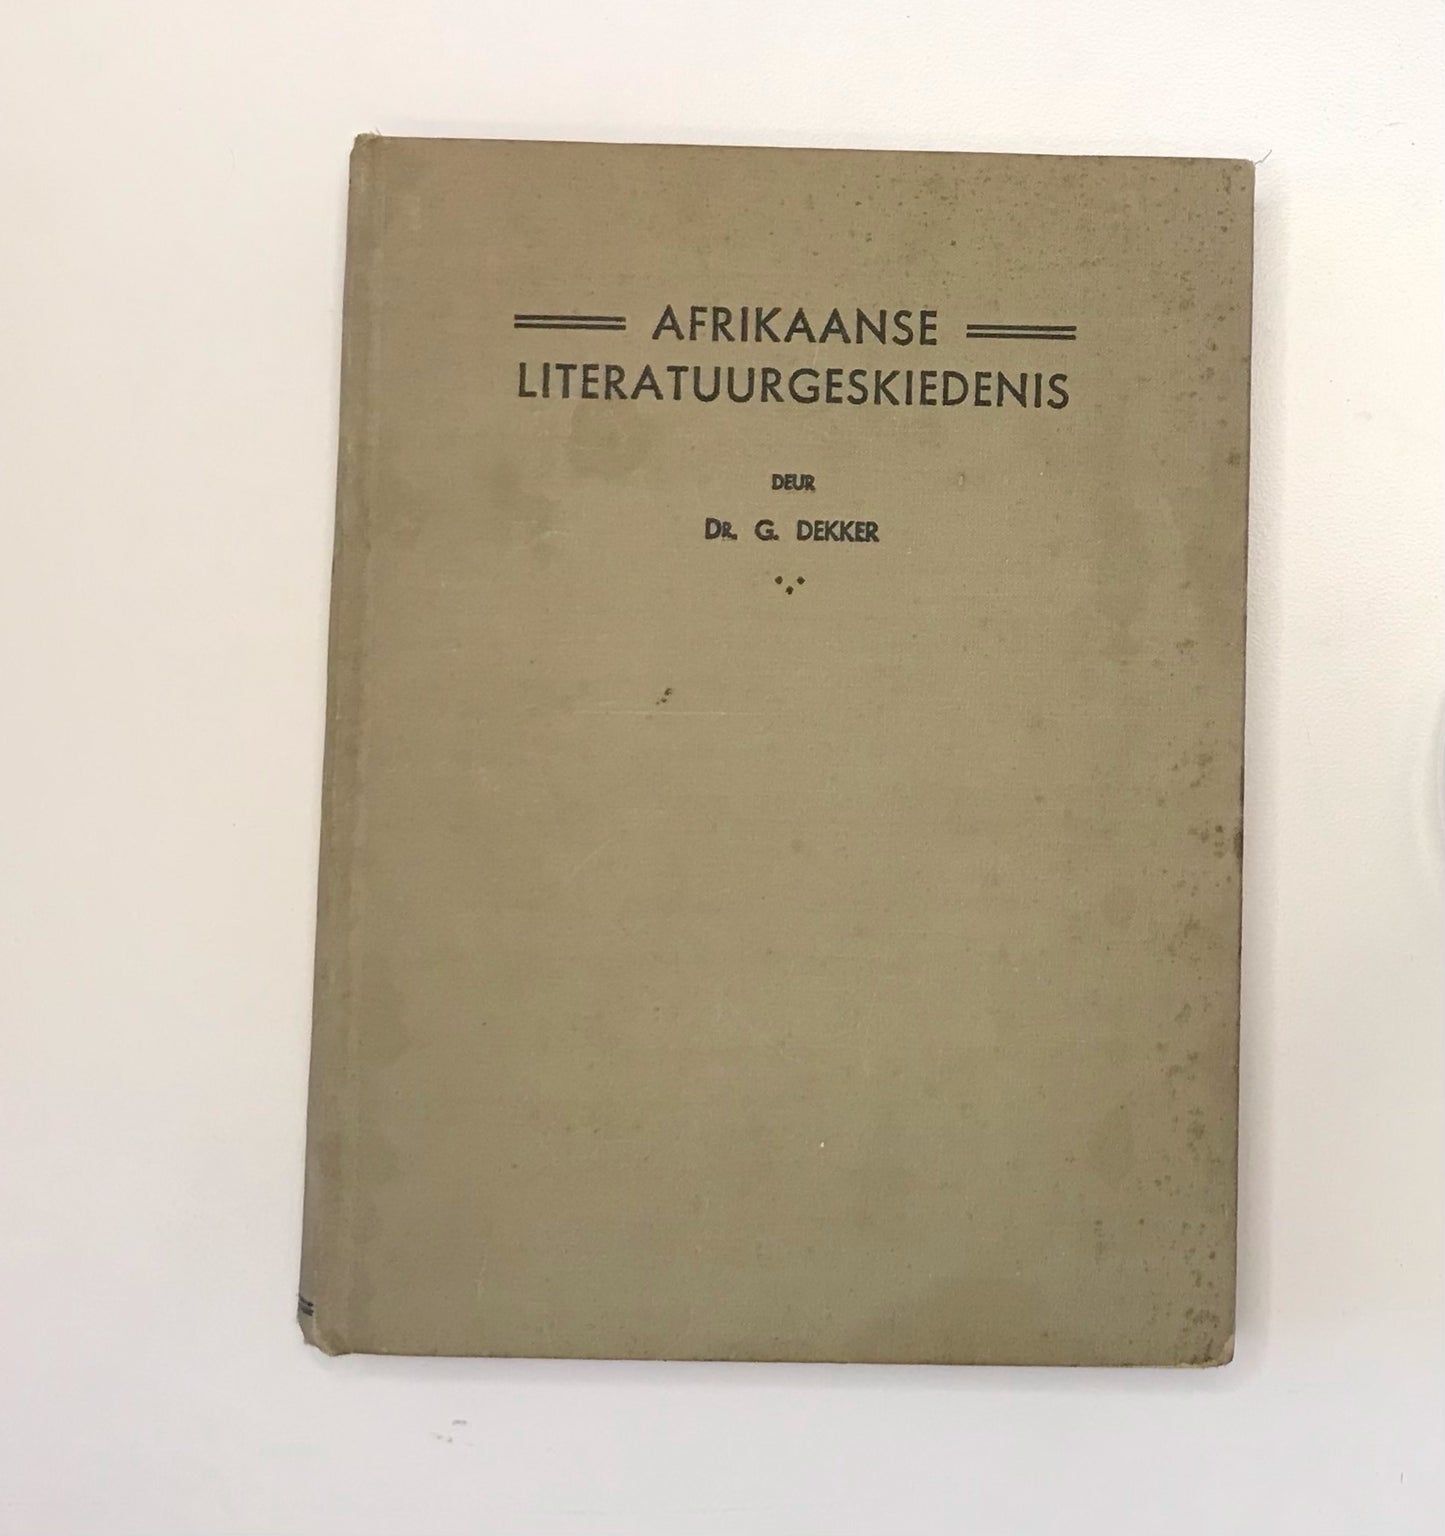 AFRIKAANSE
LITERATUURGESKIEDENIS
DEUR
DR. G. DEKKER